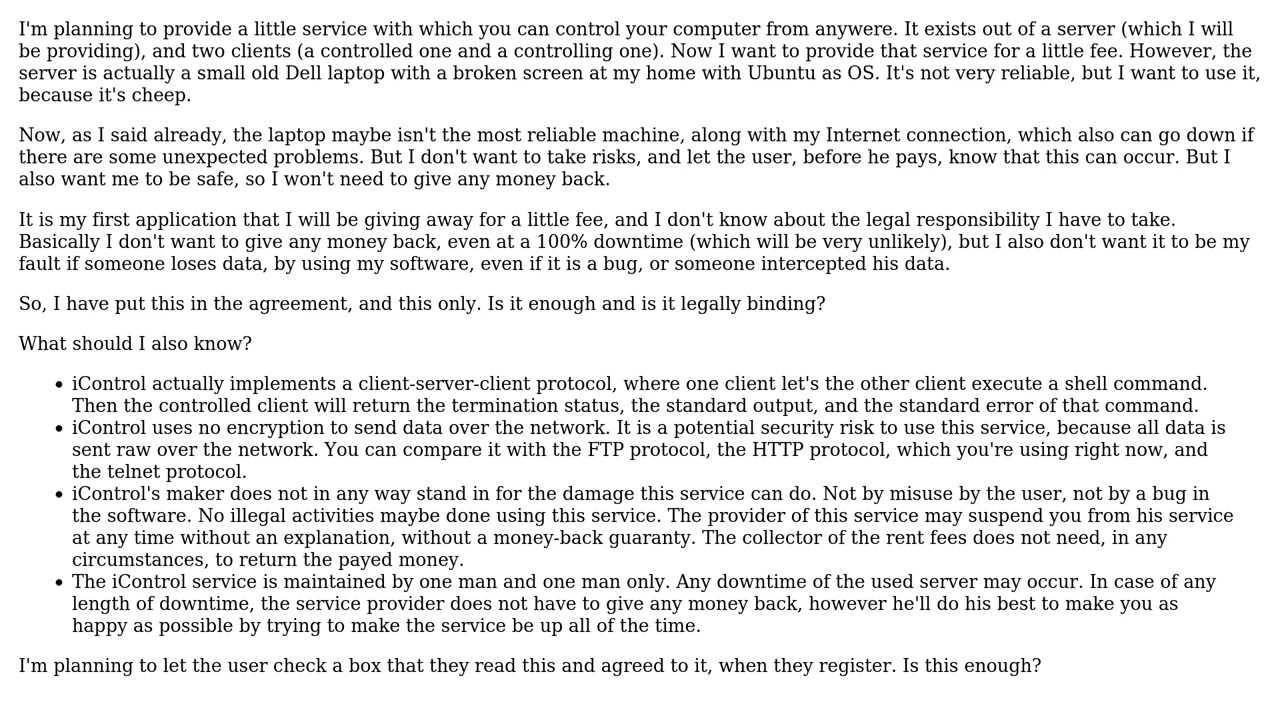 I'm planning to provide a little service with which you can control your computer from anywere. It exists out of a server (which I will
be providing), and two clients (a controlled one and a controlling one). Now I want to provide that service for a little fee. However, the
server is actually a small old Dell laptop with a broken screen at my home with Ubuntu as OS. It's not very reliable, but I want to use it,
because it's cheep.
Now, as I said already, the laptop maybe isn't the most reliable machine, along with my Internet connection, which also can go down if
there are some unexpected problems. But I don't want to take risks, and let the user, before he pays, know that this can occur. But I
also want me to be safe, so I won't need to give any money back.
It is my first application that I will be giving away for a little fee, and I don't know about the legal responsibility I have to take.
Basically I don't want to give any money back, even at a 100% downtime (which will be very unlikely), but I also don't want it to be my
fault if someone loses data, by using my software, even if it is a bug, or someone intercepted his data.
So, I have put this in the agreement, and this only. Is it enough and is it legally binding?
What should I also know?
• iControl actually implements a client-server-client protocol, where one client let's the other client execute a shell command.
Then the controlled client will return the termination status, the standard output, and the standard error of that command.
• iControl uses no encryption to send data over the network. It is a potential security risk to use this service, because all data is
sent raw over the network. You can compare it with the FTP protocol, the HTTP protocol, which you're using right now, and
the telnet protocol.
• iControl's maker does not in any way stand in for the damage this service can do. Not by misuse by the user, not by a bug in
the software. No illegal activities maybe done using this service. The provider of this service may suspend you from his service
at any time without an explanation, without a money-back guaranty. The collector of the rent fees does not need, in any
circumstances, to return the payed money.
• The iControl service is maintained by one man and one man only. Any downtime of the used server may occur. In case of any
length of downtime, the service provider does not have to give any money back, however he'll do his best to make you as
happy as possible by trying to make the service be up all of the time.
I'm planning to let the user check a box that they read this and agreed to it, when they register. Is this enough?